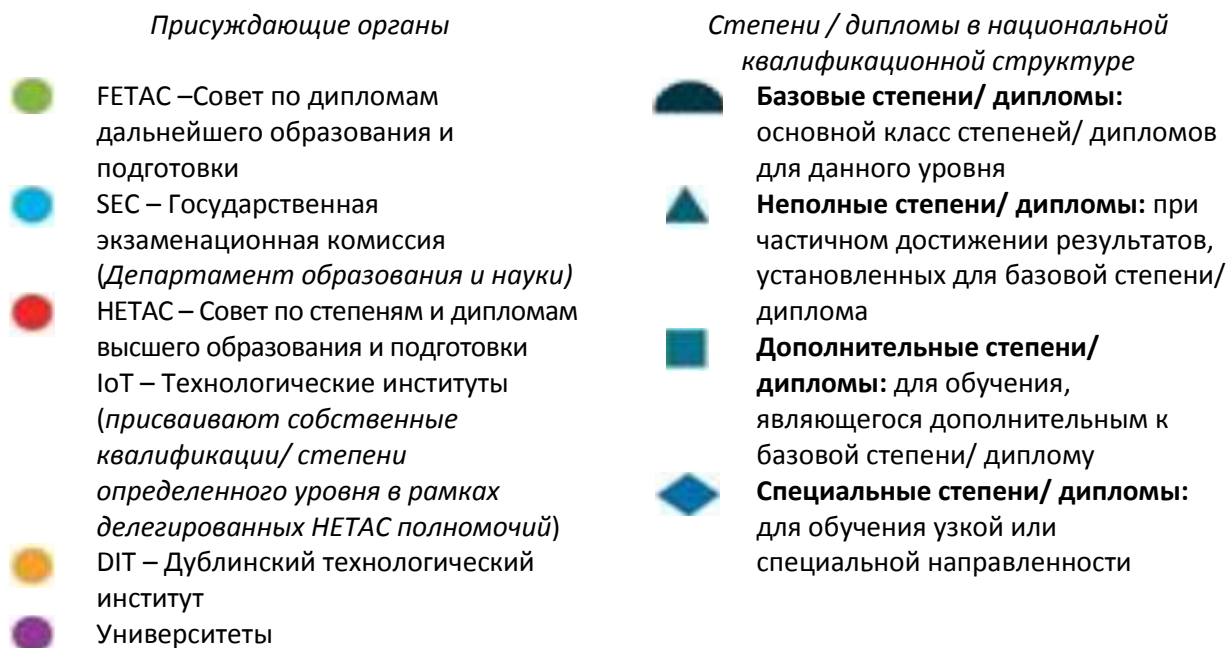 Присуждающие органы
FETAC –Совет по дипломам
дальнейшего образования и
подготовки
SEC – Государственная
экзаменационная комиссия
(Департамент образования и науки)
HETAC – Совет по степеням и дипломам
высшего образования и подготовки
IoT – Технологические институты
(присваивают собственные
квалификации/ степени
определенного уровня в рамках
делегированных HETAC полномочий)
DIT – Дублинский технологический
институт
Университеты
Степени / дипломы в национальной
квалификационной структуре
Базовые степени/ дипломы:
основной класс степеней/ дипломов
для данного уровня
Неполные степени/ дипломы: при
частичном достижении результатов,
установленных для базовой степени/
диплома
Дополнительные степени/
дипломы: для обучения,
являющегося дополнительным к
базовой степени/ диплому
Специальные степени/ дипломы:
для обучения узкой или
специальной направленности